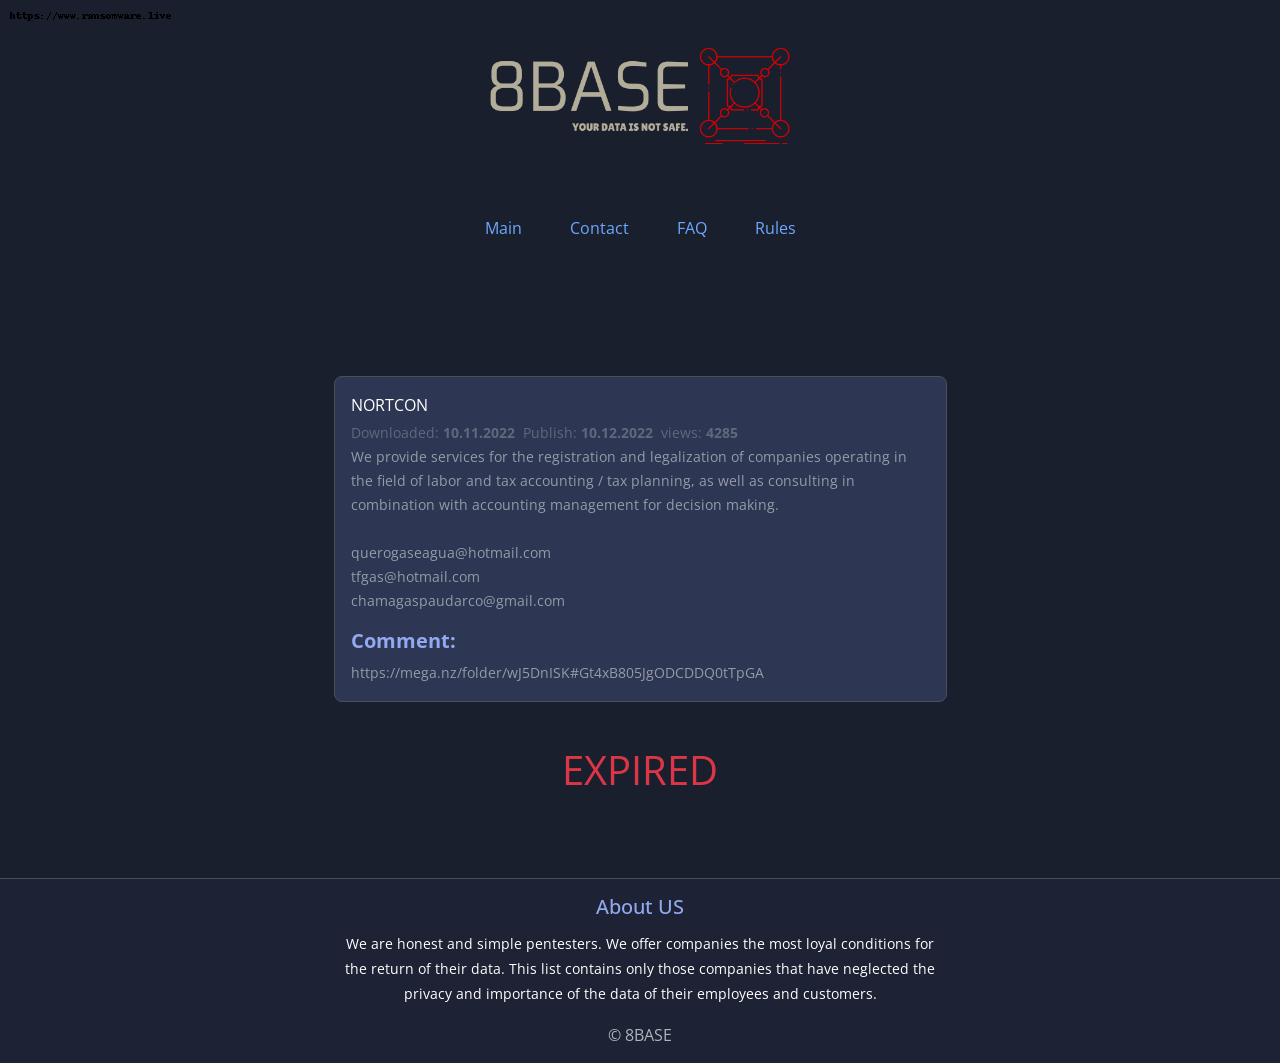 https://www.ransomware.live
8BASE
YOUR DATA IS NOT SAFE.
Main Contact FAQ Rules
NORTCON
Downloaded: 10.11.2022 Publish: 10.12.2022 views: 4285
We provide services for the registration and legalization of companies operating in
the field of labor and tax accounting / tax planning, as well as consulting in
combination with accounting management for decision making.
querogaseagua@hotmail.com
tfgas@hotmail.com
chamagaspaudarco@gmail.com
Comment:
https://mega.nz/folder/wJ5DnISK#Gt4xB805JgODCDDQ0tTpGA
EXPIRED
About US
We are honest and simple pentesters. We offer companies the most loyal conditions for
the return of their data. This list contains only those companies that have neglected the
privacy and importance of the data of their employees and customers.
© 8BASE